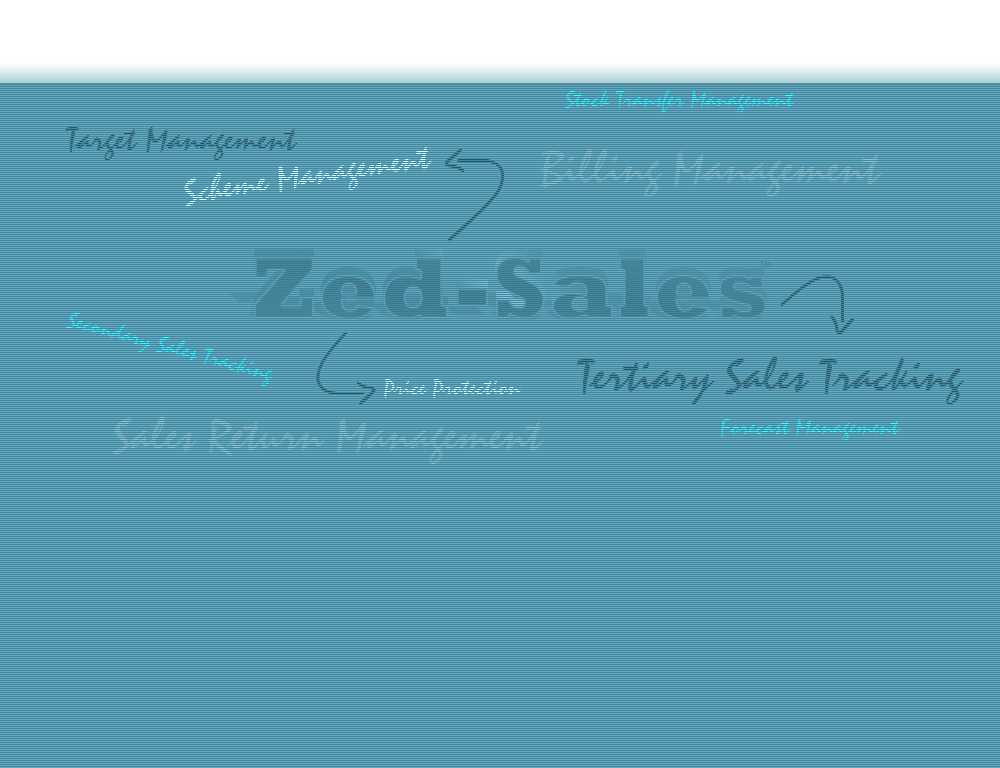 Stock Transfer Management
Target Management
Scheme Management
Billing Management
Zed-Sales™
Secondary Sales Tracking
Price Protection
Tertiary Sales Tracking
Sales Return Management
Forecast Management